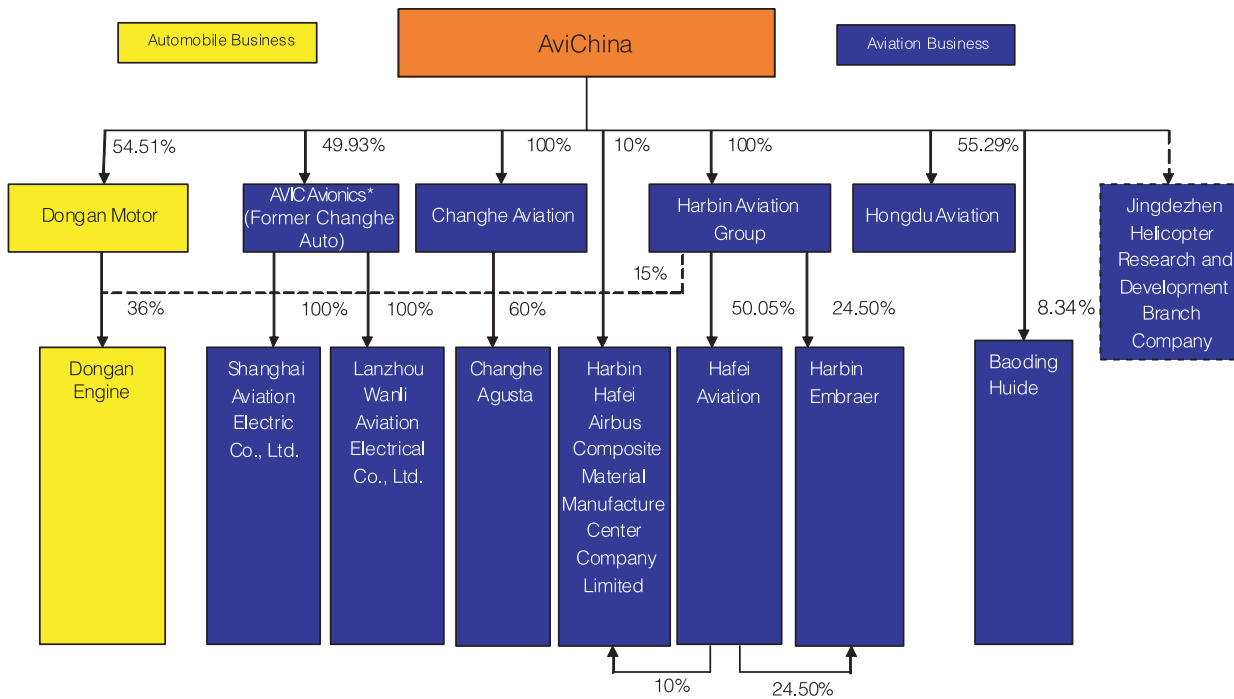 Automobile Business
AviChina
Aviation Business
54.51%
49.93%
100%
10%
100%
55.29%
Dongan Motor
AVIC Avionics*
(Former Changhe
Auto)
Changhe Aviation
Harbin Aviation
Group
Hongdu Aviation
Jingdezhen
Helicopter
Research and
Development
Branch
Company
15%
36%
100%
100%
60%
50.05%
24.50%
8.34%
Dongan
Engine
Shanghai
Aviation
Electric
Co., Ltd.
Lanzhou
Wanli
Aviation
Electrical
Co., Ltd.
Changhe
Agusta
Harbin
Hafei
Airbus
Composite
Material
Manufacture
Center
Company
Limited
Hafei
Aviation
Harbin
Embraer
Baoding
Huide
10%
24.50%